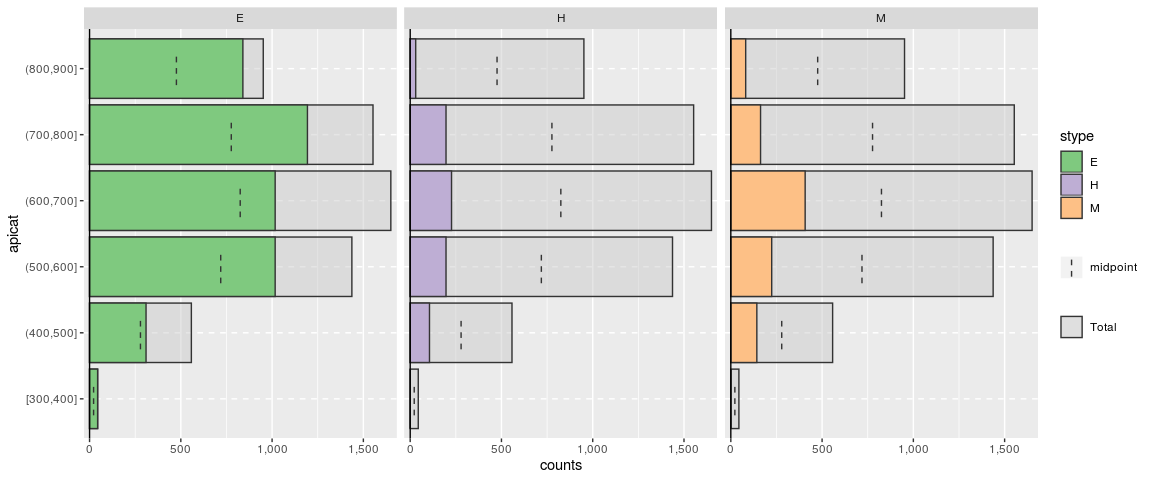 E H M
apicat
(800,900]
(700,800]
(600,700]
(500,600]
(400,500]
[300,400]
0 500 1,000 1,500 0 500 1,000 1,500 0 500 1,000 1,500
counts
stype
E
H
M
midpoint
Total